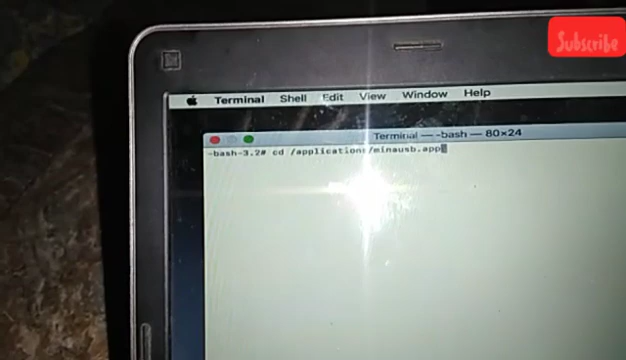 Subscribe
Terminal Shell Edit View Window Help
Terminal — -bash — 80×24
-bash-3.2# cd /applications/minausb.app